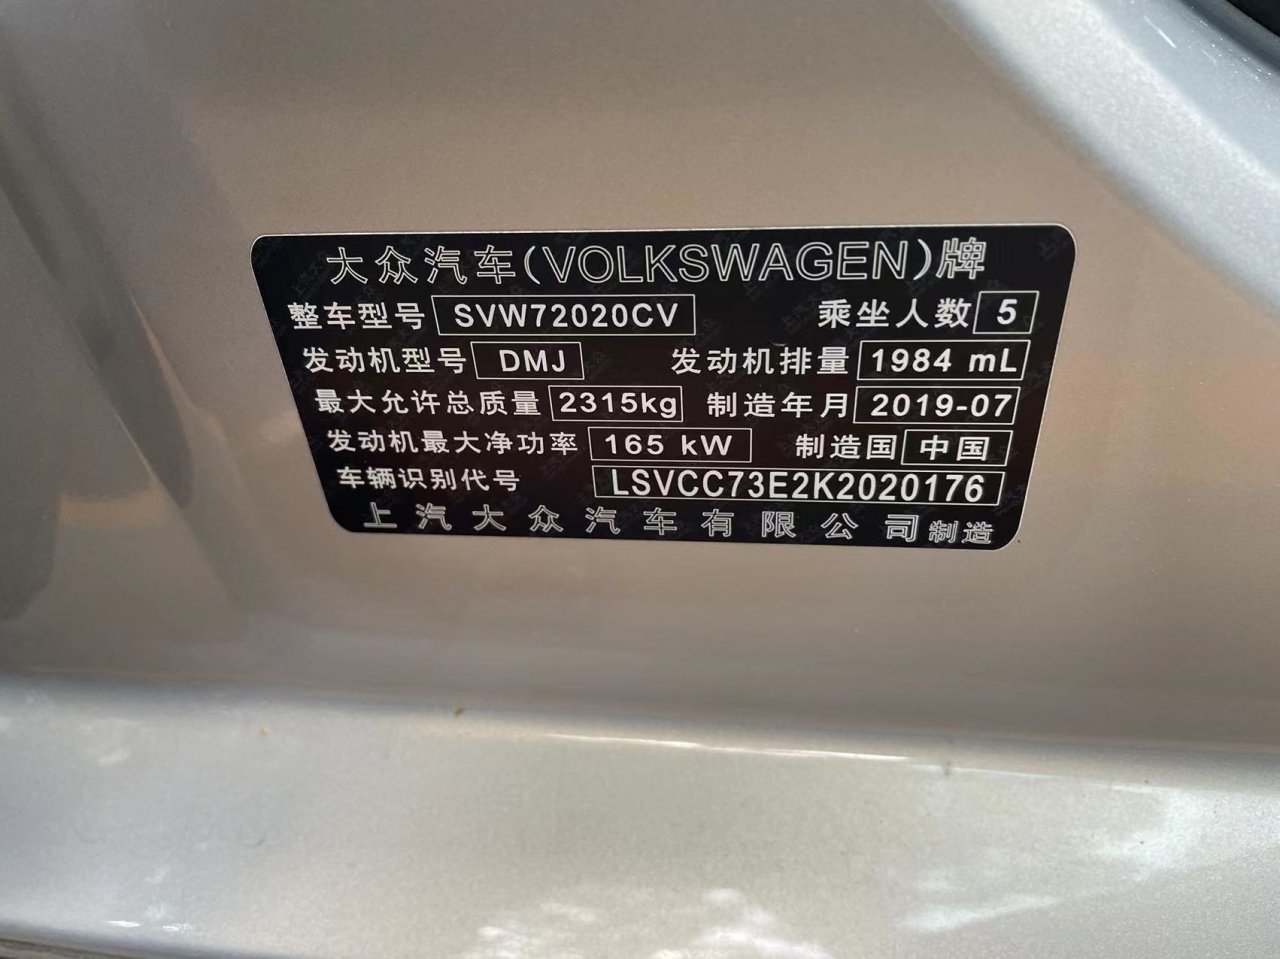 大众汽车(VOLKSWAGEN)牌
整车型号 SVW72020CV 乘坐人数 5
发动机型号 DMJ 发动机排量 1984 mL
最大允许总质量 2315kg 制造年月 2019-07
发动机最大净功率 165 kW 制造国 中国
车辆识别代号 LSVCC73E2K2020176
上汽大众汽车有限公司制造